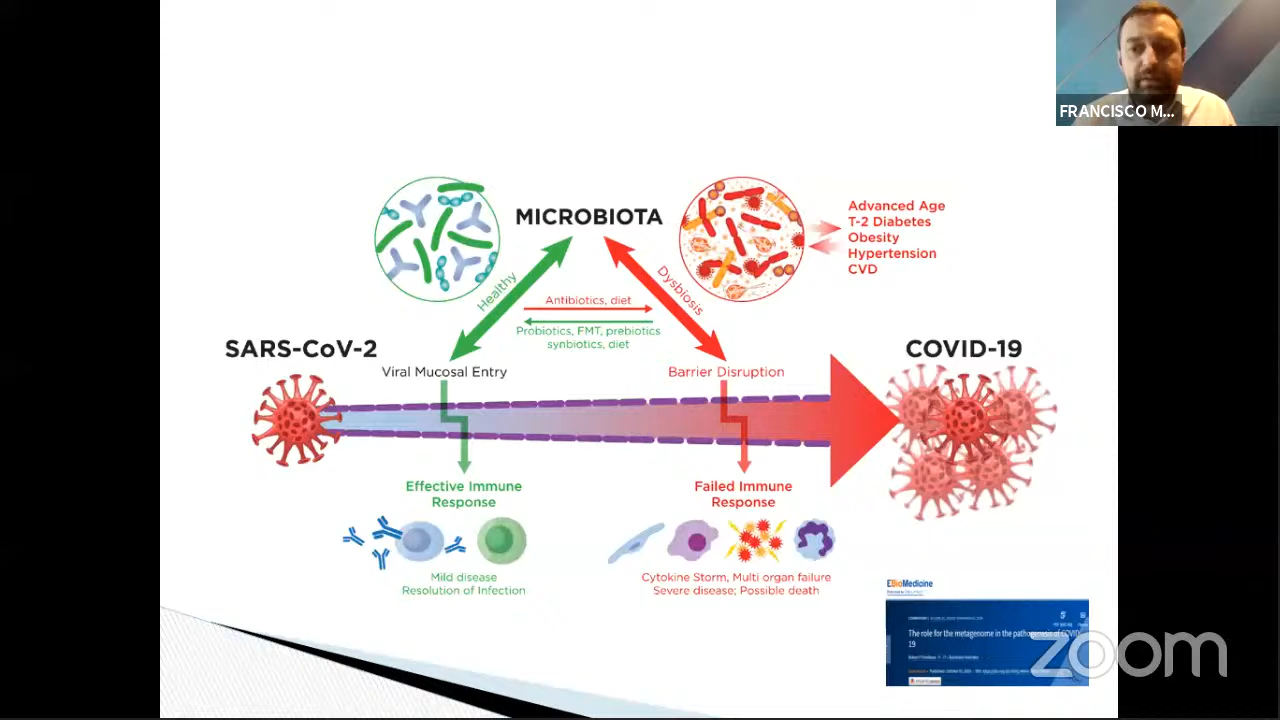 FRANCISCO M...
MICROBIOTA
Advanced Age
T-2 Diabetes
Obesity
Hypertension
CVD
Healthy
Dysbiosis
Antibiotics, diet
Probiotics, FMT, prebiotics
synbiotics, diet
SARS-CoV-2
COVID-19
Viral Mucosal Entry
Barrier Disruption
Effective Immune
Response
Failed Immune
Response
Mild disease
Resolution of Infection
Cytokine Storm, Multi organ failure
Severe disease; Possible death
EBioMedicine
The role for the metagenome in the pathogenesis of COVID-
19
zoom